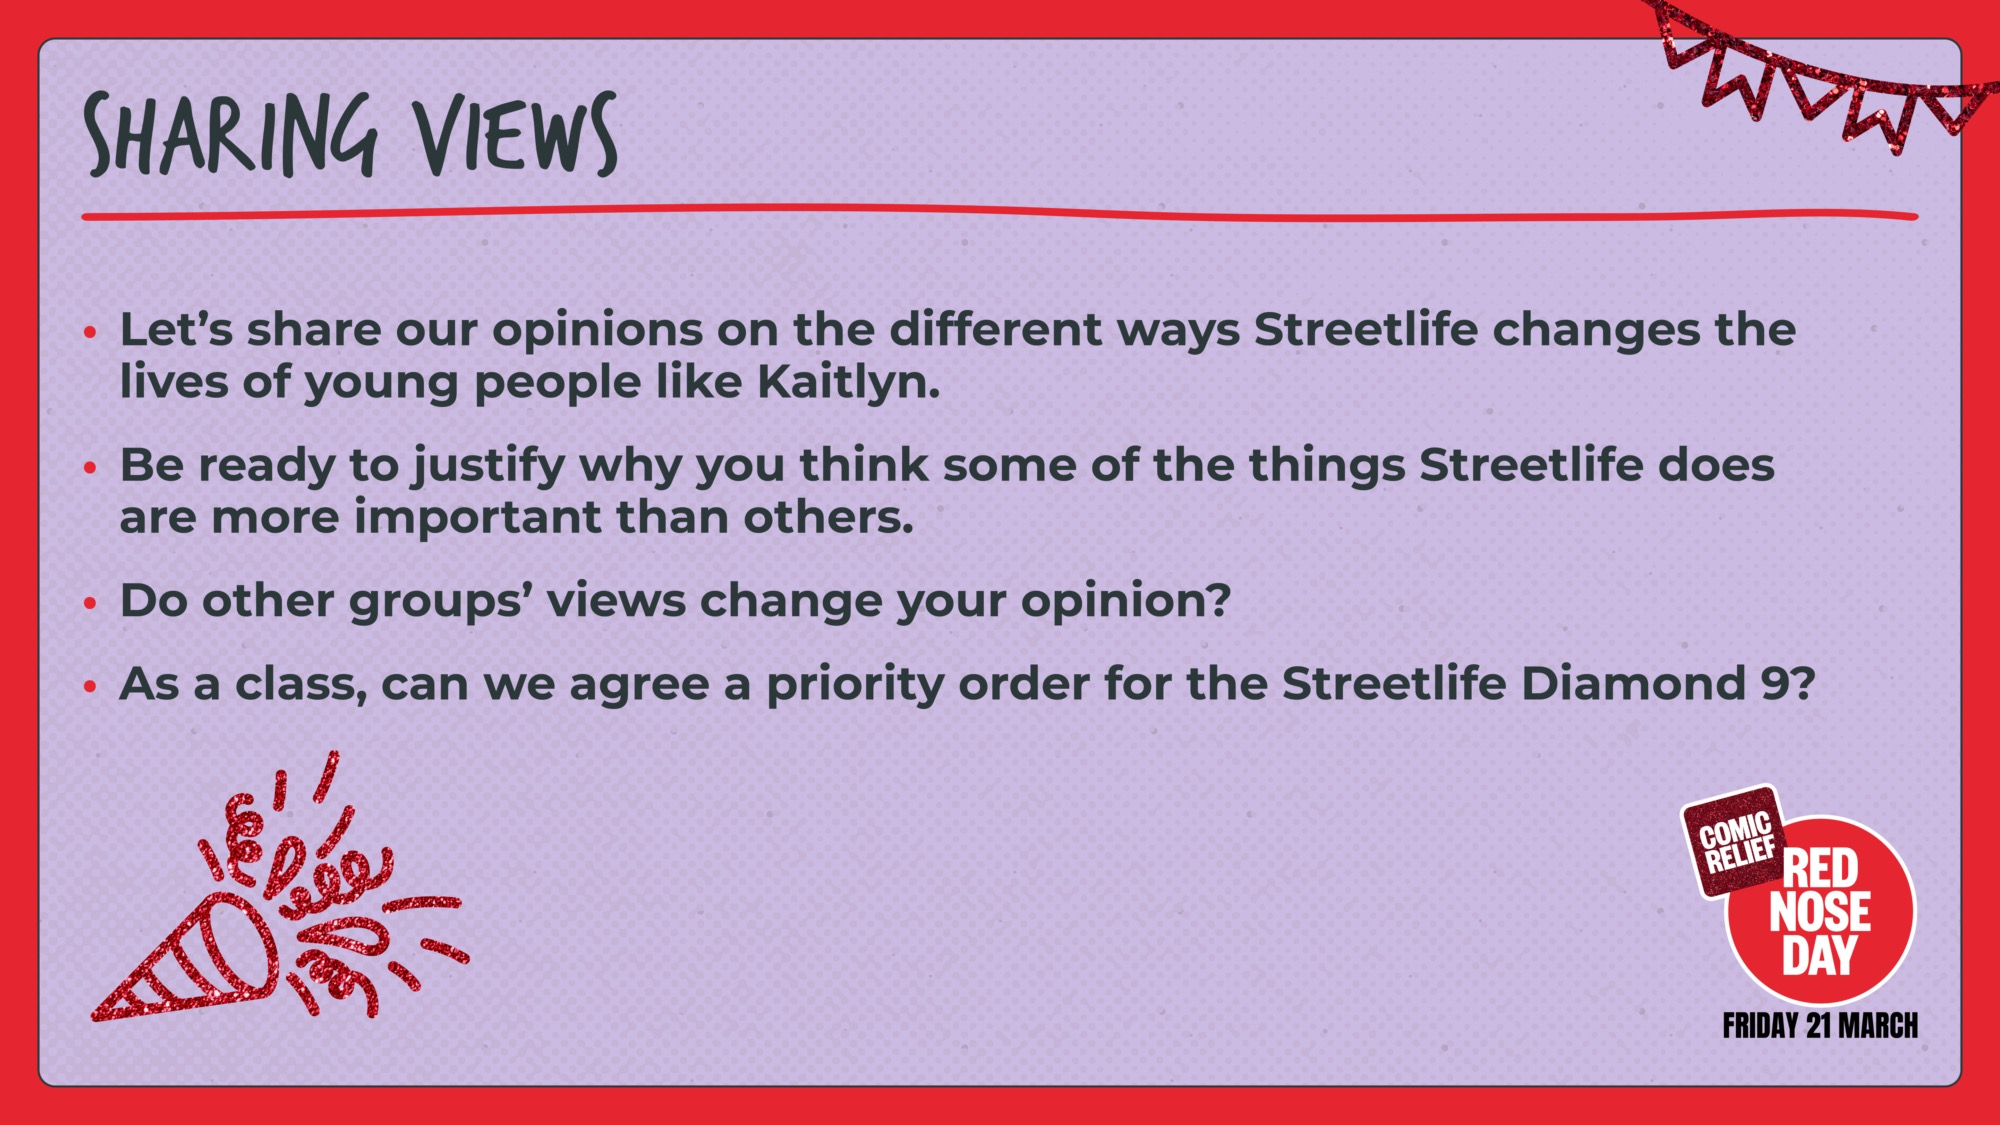 SHARING VIEWS
• Let’s share our opinions on the different ways Streetlife changes the
lives of young people like Kaitlyn.
• Be ready to justify why you think some of the things Streetlife does
are more important than others.
• Do other groups’ views change your opinion?
• As a class, can we agree a priority order for the Streetlife Diamond 9?
COMIC
RELIEF
RED
NOSE
DAY
FRIDAY 21 MARCH